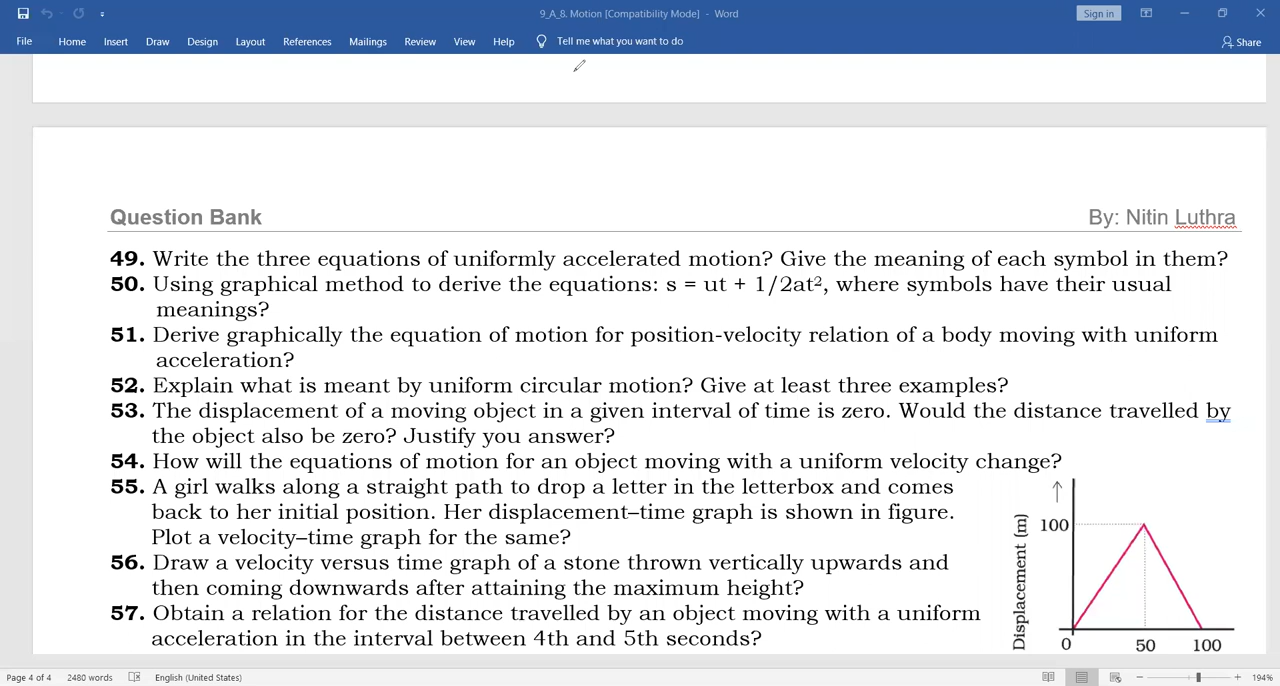 9_A_8. Motion [Compatibility Mode] - Word
Sign in
File Home Insert Draw Design Layout References Mailings Review View Help Tell me what you want to do
Share
Question Bank By: Nitin Luthra
49. Write the three equations of uniformly accelerated motion? Give the meaning of each symbol in them?
50. Using graphical method to derive the equations: s = ut + 1/2at², where symbols have their usual
meanings?
51. Derive graphically the equation of motion for position-velocity relation of a body moving with uniform
acceleration?
52. Explain what is meant by uniform circular motion? Give at least three examples?
53. The displacement of a moving object in a given interval of time is zero. Would the distance travelled by
the object also be zero? Justify you answer?
54. How will the equations of motion for an object moving with a uniform velocity change?
55. A girl walks along a straight path to drop a letter in the letterbox and comes
back to her initial position. Her displacement–time graph is shown in figure.
Plot a velocity–time graph for the same?
56. Draw a velocity versus time graph of a stone thrown vertically upwards and
then coming downwards after attaining the maximum height?
57. Obtain a relation for the distance travelled by an object moving with a uniform
acceleration in the interval between 4th and 5th seconds?
Displacement (m)
100
0 50 100
Page 4 of 4 2480 words English (United States) 194%